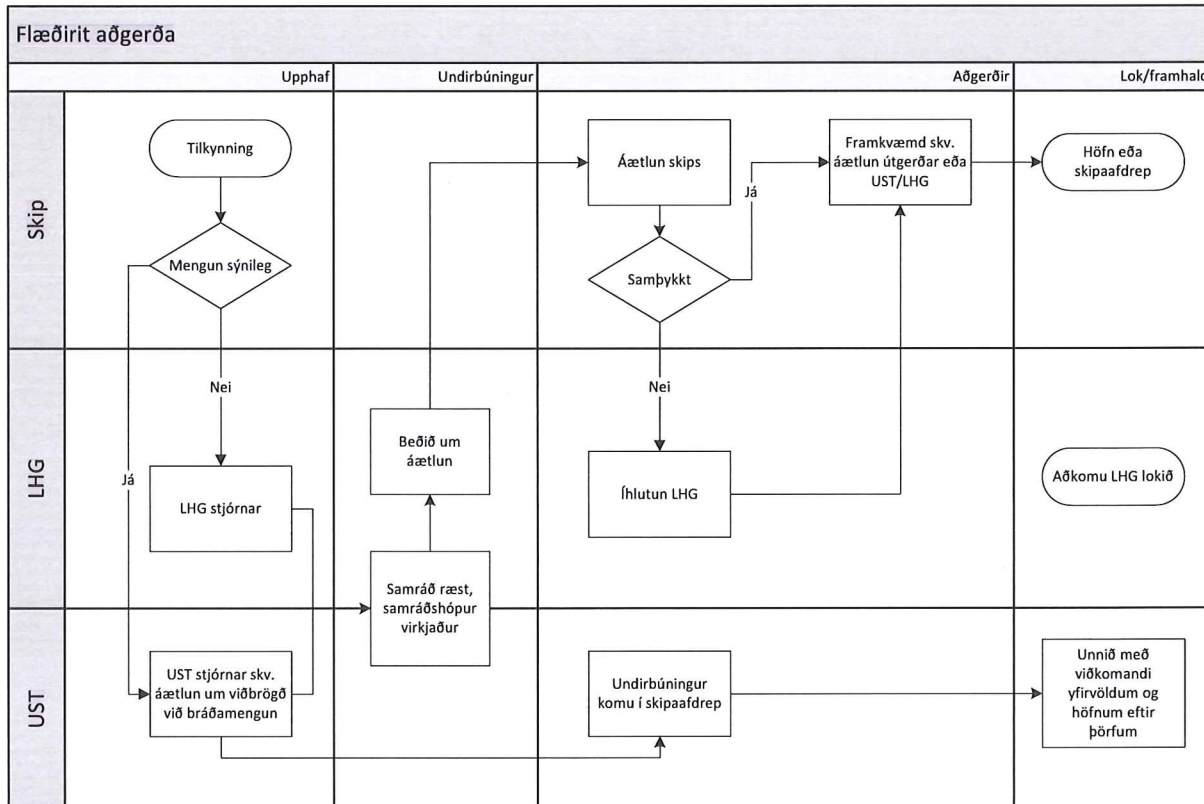 Flæðirit aðgerða
Upphaf
Undirbúningur
Aðgerðir
Lok/framhald
Skip
Tilkynning
Mengun sýnileg
Áætlun skips
Samþykkt
Já
Framkvæmd skv.
áætlun útgerðar eða
UST/LHG
Höfn eða
skipaafdrep
LHG
Nei
Já
LHG stjórnar
Beðið um
áætlun
Samráð ræst,
samráðshópur
virkjaður
Nei
Íhlutun LHG
Aðkomu LHG lokið
UST
UST stjórnar skv.
áætlun um viðbrögð
við bráðamengun
Undirbúningur
komu í skipaafdrep
Unnið með
viðkomandi
yfirvöldum og
höfnum eftir
þörfum